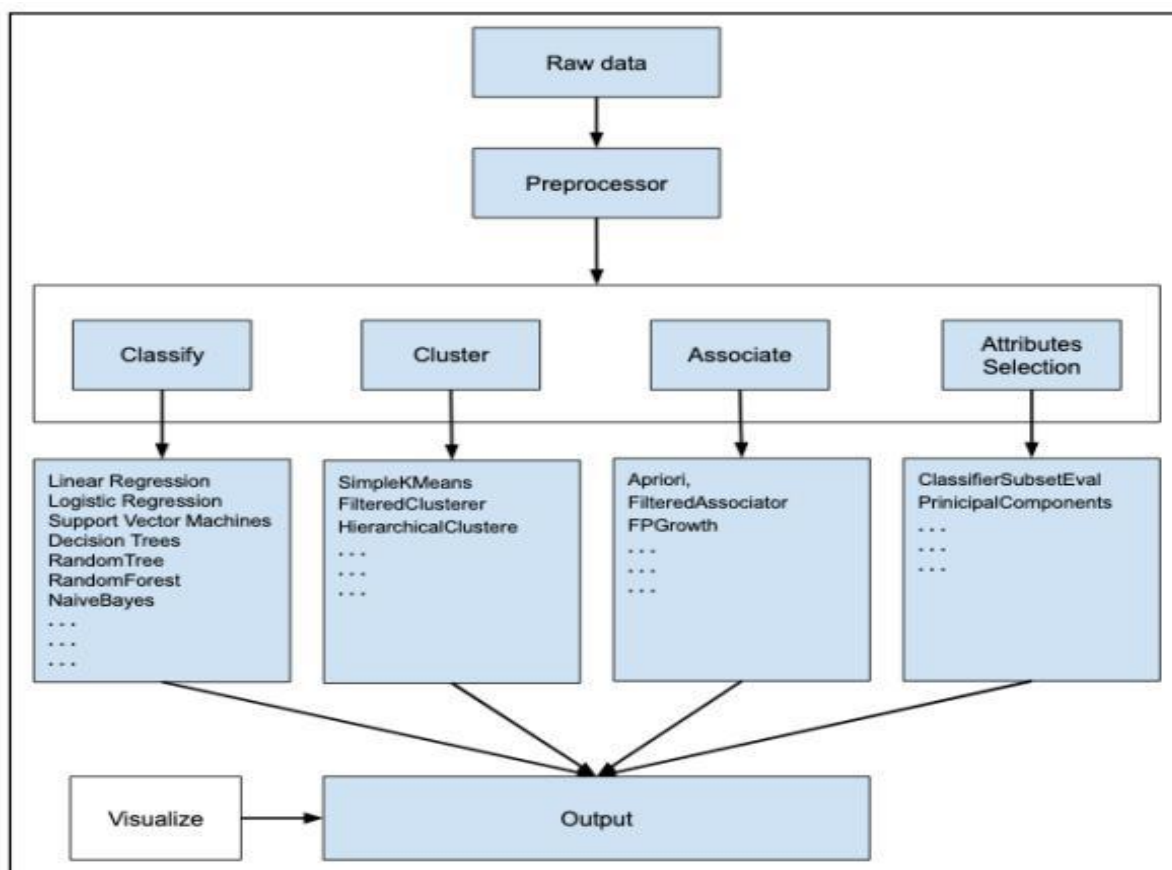 Raw data
Preprocessor
Classify
Cluster
Associate
Attributes
Selection
Linear Regression
Logistic Regression
Support Vector Machines
Decision Trees
RandomTree
RandomForest
NaiveBayes
. . .
. . .
. . .
SimpleKMeans
FilteredClusterer
HierarchicalClustere
. . .
. . .
. . .
Apriori,
FilteredAssociator
FPGrowth
. . .
. . .
. . .
ClassifierSubsetEval
PrinicipalComponents
. . .
. . .
. . .
Visualize
Output